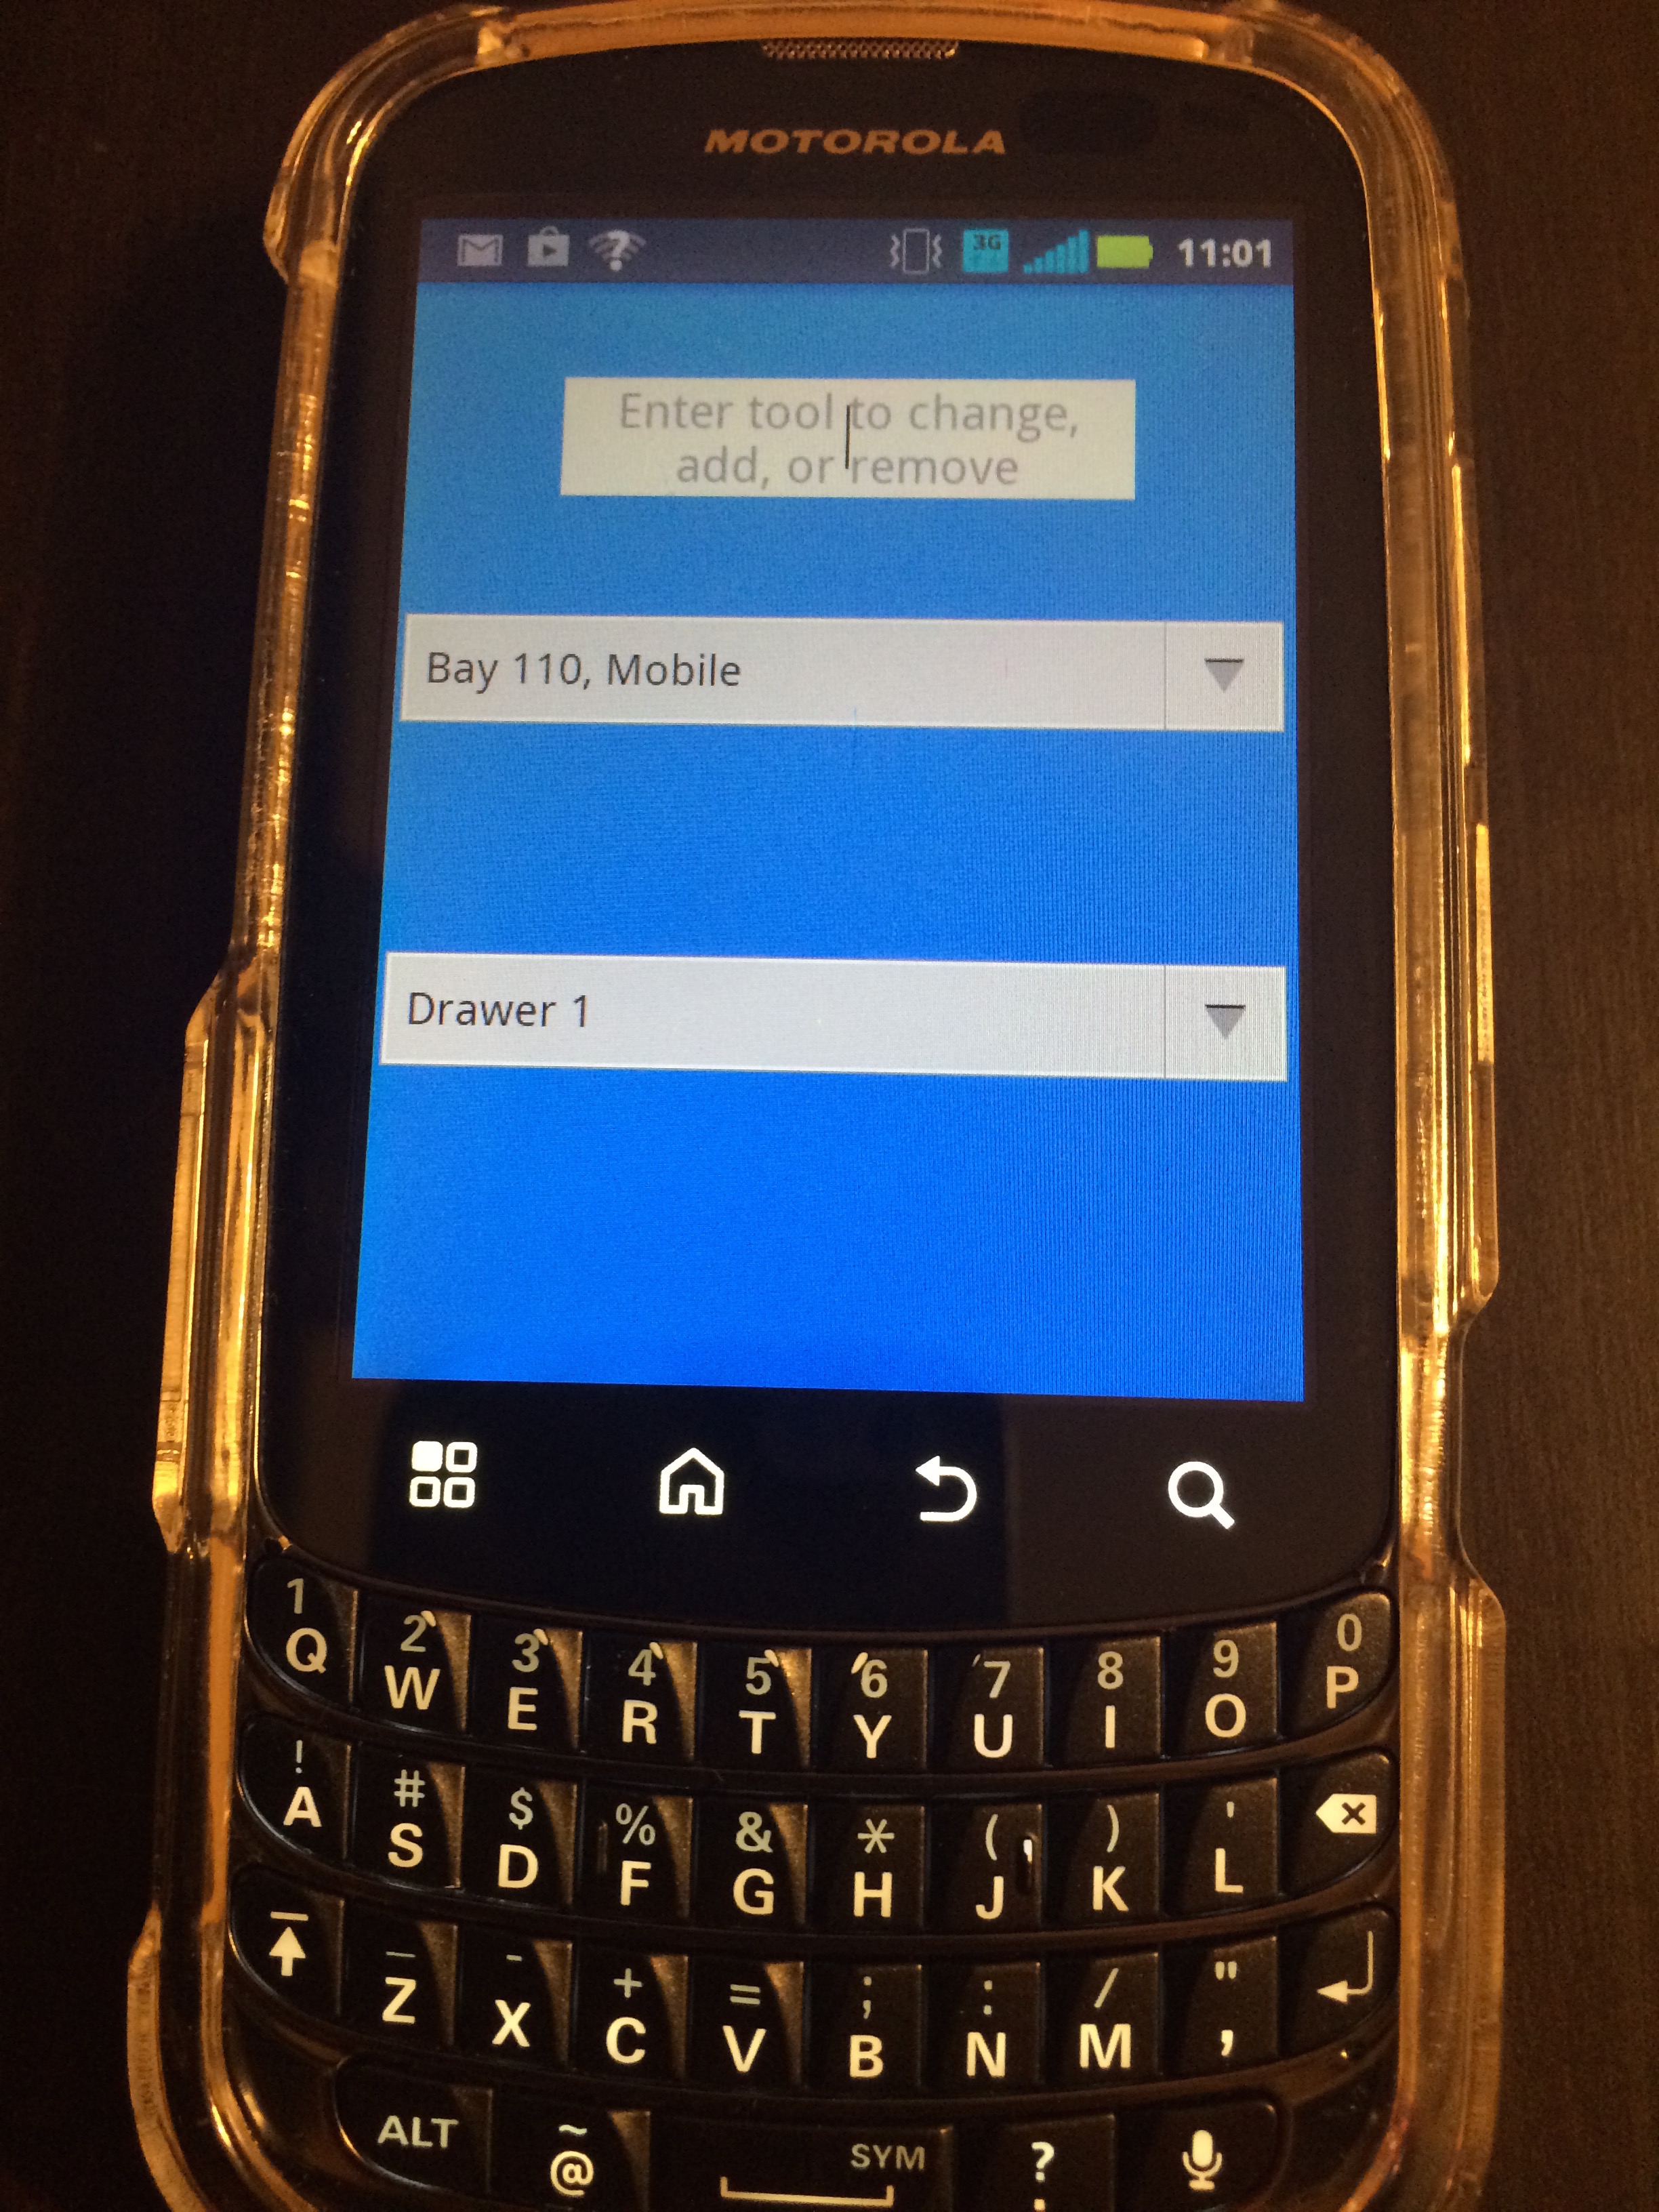 MOTOROLA
3G 11:01
Enter tool to change,
add, or remove
Bay 110, Mobile
Drawer 1
1 2 3 4 5 6 7 8 9 0
Q W E R T Y U I O P
! # $ % & * ( ) '
A S D F G H J K L
_ - + = ; : / "
Z X C V B N M ,
ALT ~ @ SYM ? .